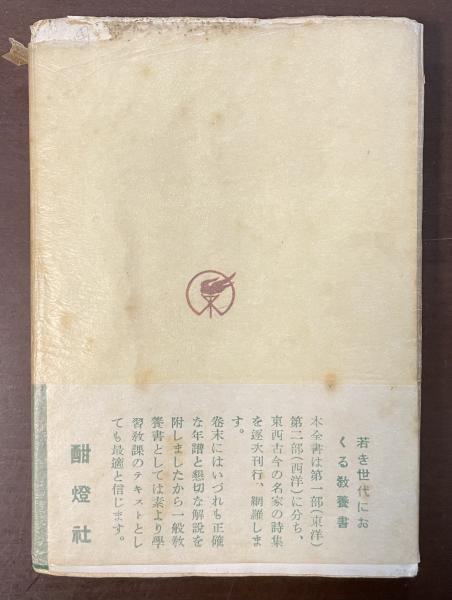 若き世代にお
くる教養書
本全書は第一部(東洋)
第二部(西洋)に分ち、
東西古今の名家の詩集
を逐次刊行、網羅しま
す。
卷末にはいづれも正確
な年譜と懇切な解説を
附しましたから一般教
養書としては素より學
習教課のテキストとし
ても最適と信じます。
酣燈社